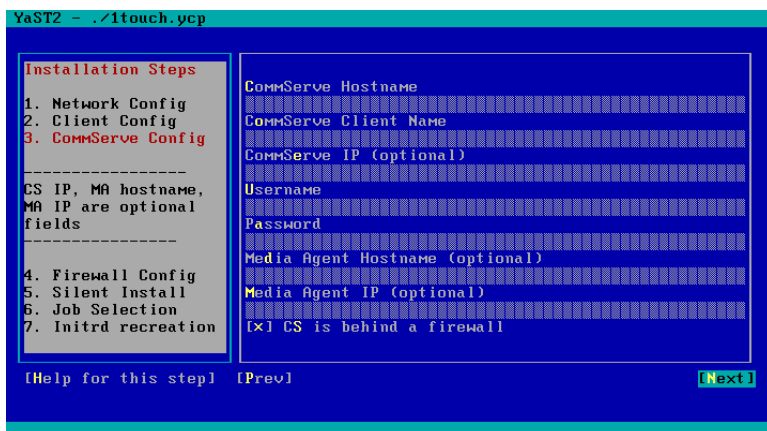 YaST2 - ./1touch.ycp
Installation Steps
1. Network Config
2. Client Config
3. CommServe Config
----------------
CS IP, MA hostname,
MA IP are optional
fields
---------------
4. Firewall Config
5. Silent Install
6. Job Selection
7. Initrd recreation
CommServe Hostname
CommServe Client Name
CommServe IP (optional)
Username
Password
Media Agent Hostname (optional)
Media Agent IP (optional)
[x] CS is behind a firewall
[Help for this step] [Prev] [Next]